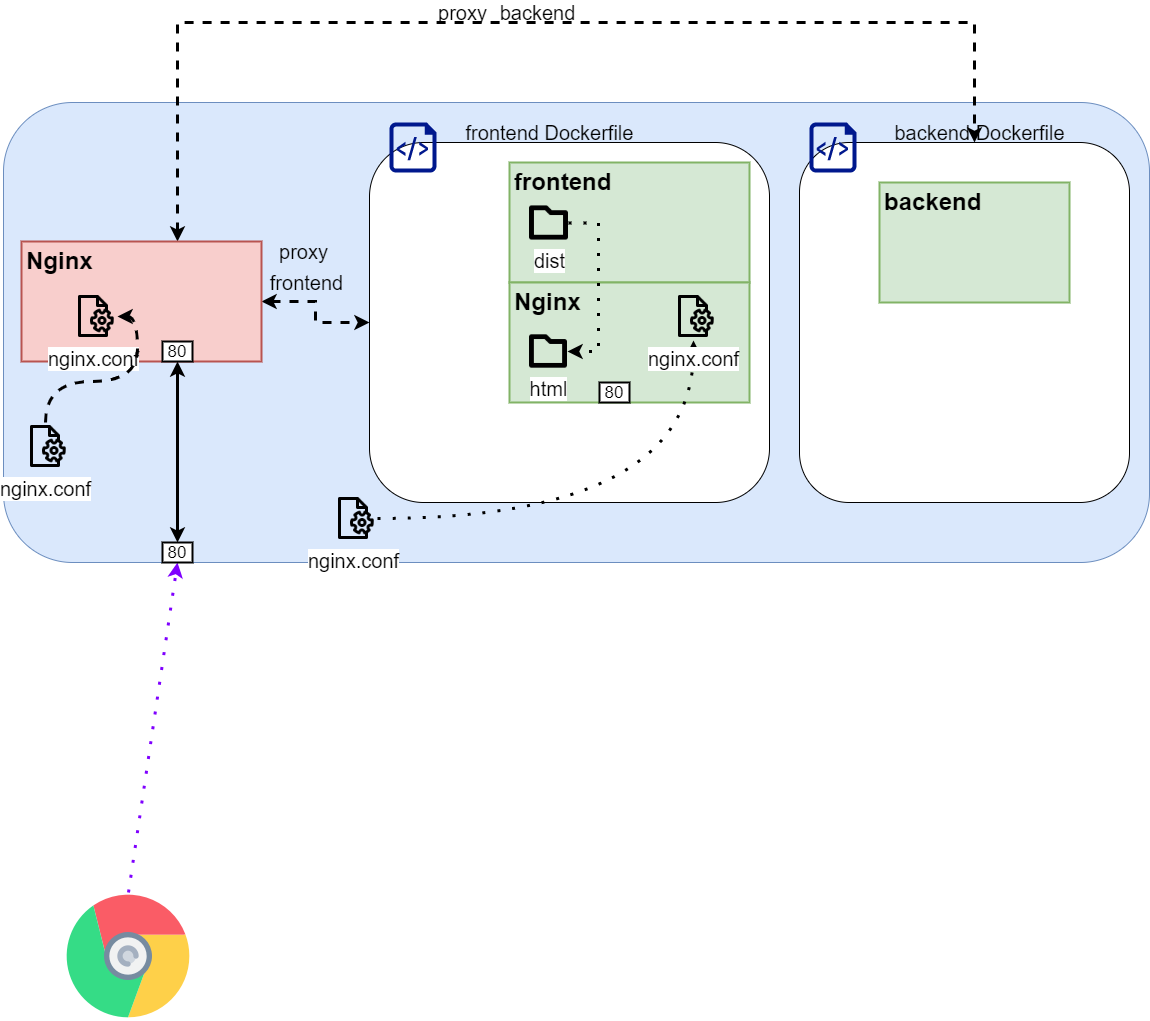 proxy backend
frontend Dockerfile
backend Dockerfile
</>
</>
frontend
dist
backend
Nginx
nginx.conf
80
proxy
frontend
Nginx
html
80
nginx.conf
nginx.conf
nginx.conf
80